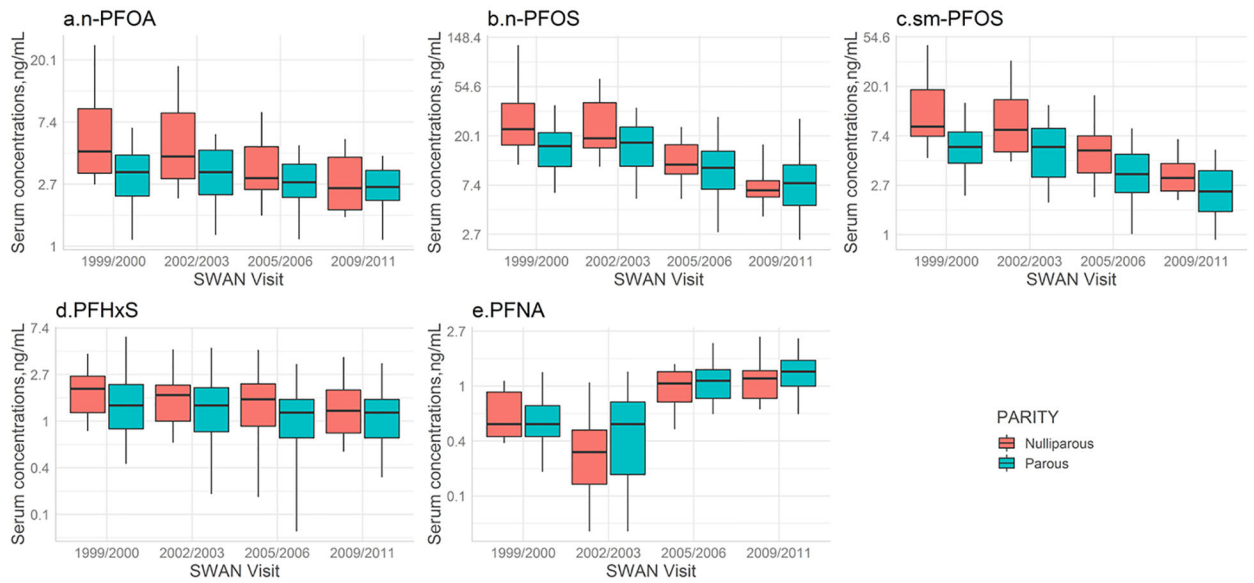 a.n-PFOA
Serum concentrations,ng/mL
20.1
7.4
2.7
1
1999/2000 2002/2003 2005/2006 2009/2011
SWAN Visit
b.n-PFOS
Serum concentrations,ng/mL
148.4
54.6
20.1
7.4
2.7
1999/2000 2002/2003 2005/2006 2009/2011
SWAN Visit
c.sm-PFOS
Serum concentrations,ng/mL
54.6
20.1
7.4
2.7
1
1999/2000 2002/2003 2005/2006 2009/2011
SWAN Visit
d.PFHxS
Serum concentrations,ng/mL
7.4
2.7
1
0.4
0.1
1999/2000 2002/2003 2005/2006 2009/2011
SWAN Visit
e.PFNA
Serum concentrations,ng/mL
2.7
1
0.4
0.1
1999/2000 2002/2003 2005/2006 2009/2011
SWAN Visit
PARITY
Nulliparous
Parous